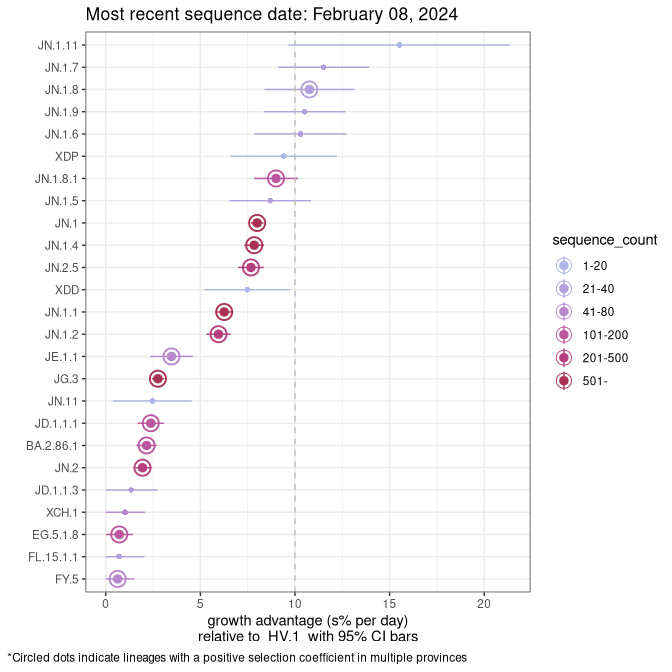 Most recent sequence date: February 08, 2024
JN.1.11
JN.1.7
JN.1.8
JN.1.9
JN.1.6
XDP
JN.1.8.1
JN.1.5
JN.1
JN.1.4
JN.2.5
XDD
JN.1.1
JN.1.2
JE.1.1
JG.3
JN.11
JD.1.1.1
BA.2.86.1
JN.2
JD.1.1.3
XCH.1
EG.5.1.8
FL.15.1.1
FY.5
0 5 10 15 20
growth advantage (s% per day)
relative to HV.1 with 95% CI bars
sequence_count
1-20
21-40
41-80
101-200
201-500
501-
*Circled dots indicate lineages with a positive selection coefficient in multiple provinces